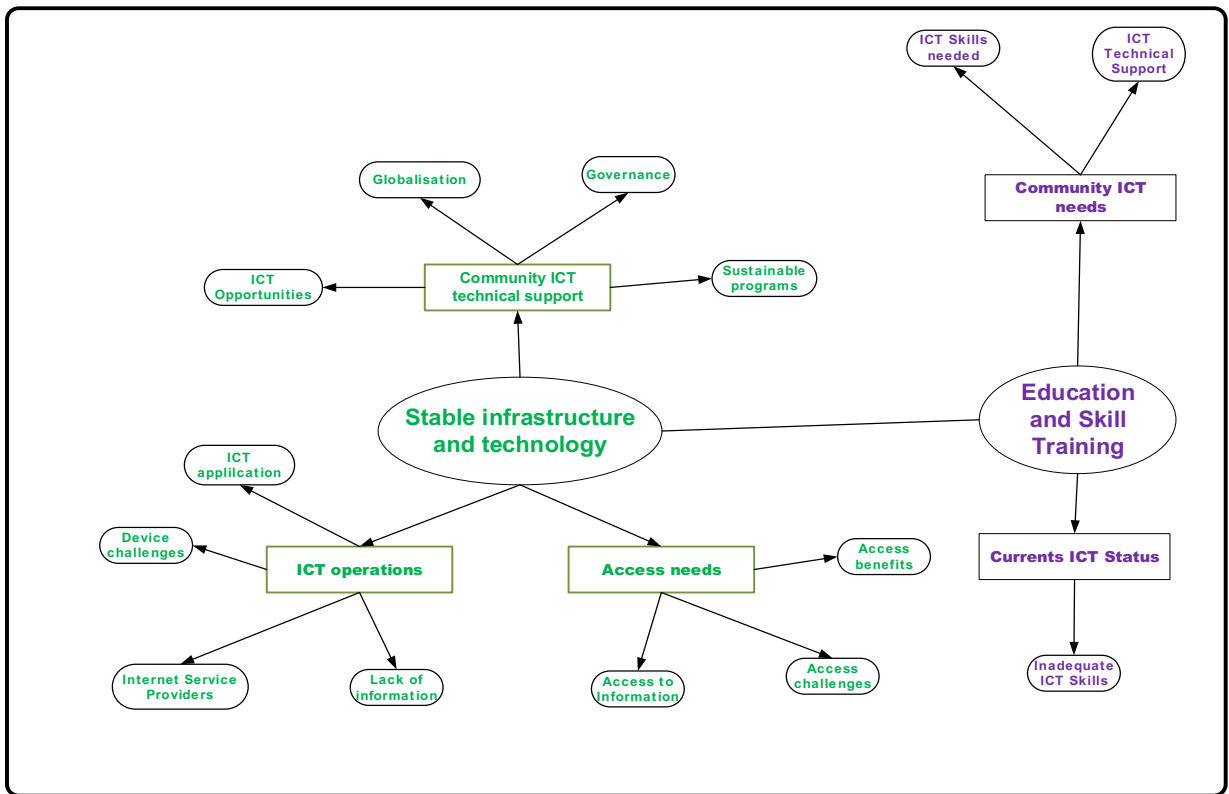 ICT Skills
needed
ICT
Technical
Support
Community ICT
needs
Globalisation
Governance
ICT
Opportunities
Community ICT
technical support
Sustainable
programs
Stable infrastructure
and technology
Education
and Skill
Training
ICT
applilcation
Device
challenges
ICT operations
Access needs
Access
benefits
Currents ICT Status
Internet Service
Providers
Lack of
information
Access to
Information
Access
challenges
Inadequate
ICT Skills